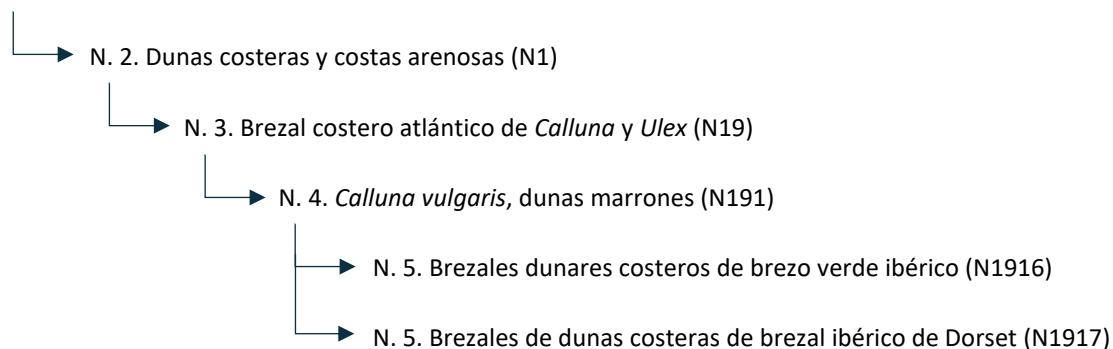 N. 2. Dunas costeras y costas arenosas (N1)
N. 3. Brezal costero atlántico de Calluna y Ulex (N19)
N. 4. Calluna vulgaris, dunas marrones (N191)
N. 5. Brezales dunares costeros de brezo verde ibérico (N1916)
N. 5. Brezales de dunas costeras de brezal ibérico de Dorset (N1917)